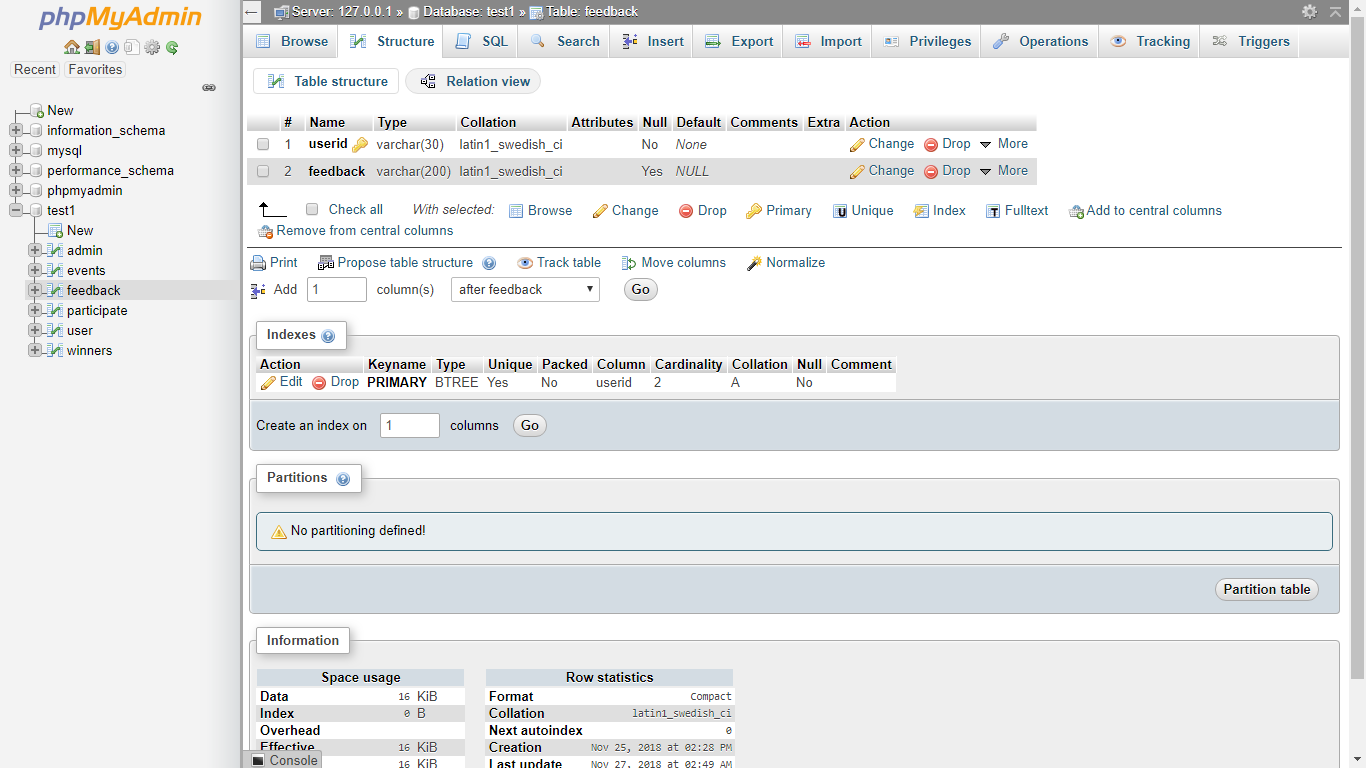 phpMyAdmin
Recent Favorites
New
information_schema
mysql
performance_schema
phpmyadmin
test1
New
admin
events
feedback
participate
user
winners
Server: 127.0.0.1 » Database: test1 » Table: feedback
Browse Structure SQL Search Insert Export Import Privileges Operations Tracking Triggers
Table structure Relation view
# Name Type Collation Attributes Null Default Comments Extra Action
1 userid varchar(30) latin1_swedish_ci No None Change Drop More
2 feedback varchar(200) latin1_swedish_ci Yes NULL Change Drop More
Check all With selected: Browse Change Drop Primary Unique Index Fulltext Add to central columns
Remove from central columns
Print Propose table structure Track table Move columns Normalize
Add 1 column(s) after feedback Go
Indexes
Action Keyname Type Unique Packed Column Cardinality Collation Null Comment
Edit Drop PRIMARY BTREE Yes No userid 2 A No
Create an index on 1 columns Go
Partitions
No partitioning defined!
Partition table
Information
Space usage Row statistics
Data 16 KiB Format Compact
Index 0 B Collation latin1_swedish_ci
Overhead Next autoindex 0
Effective 16 KiB Creation Nov 25, 2018 at 02:28 PM
Console 16 KiB Last update Nov 27, 2018 at 02:49 AM